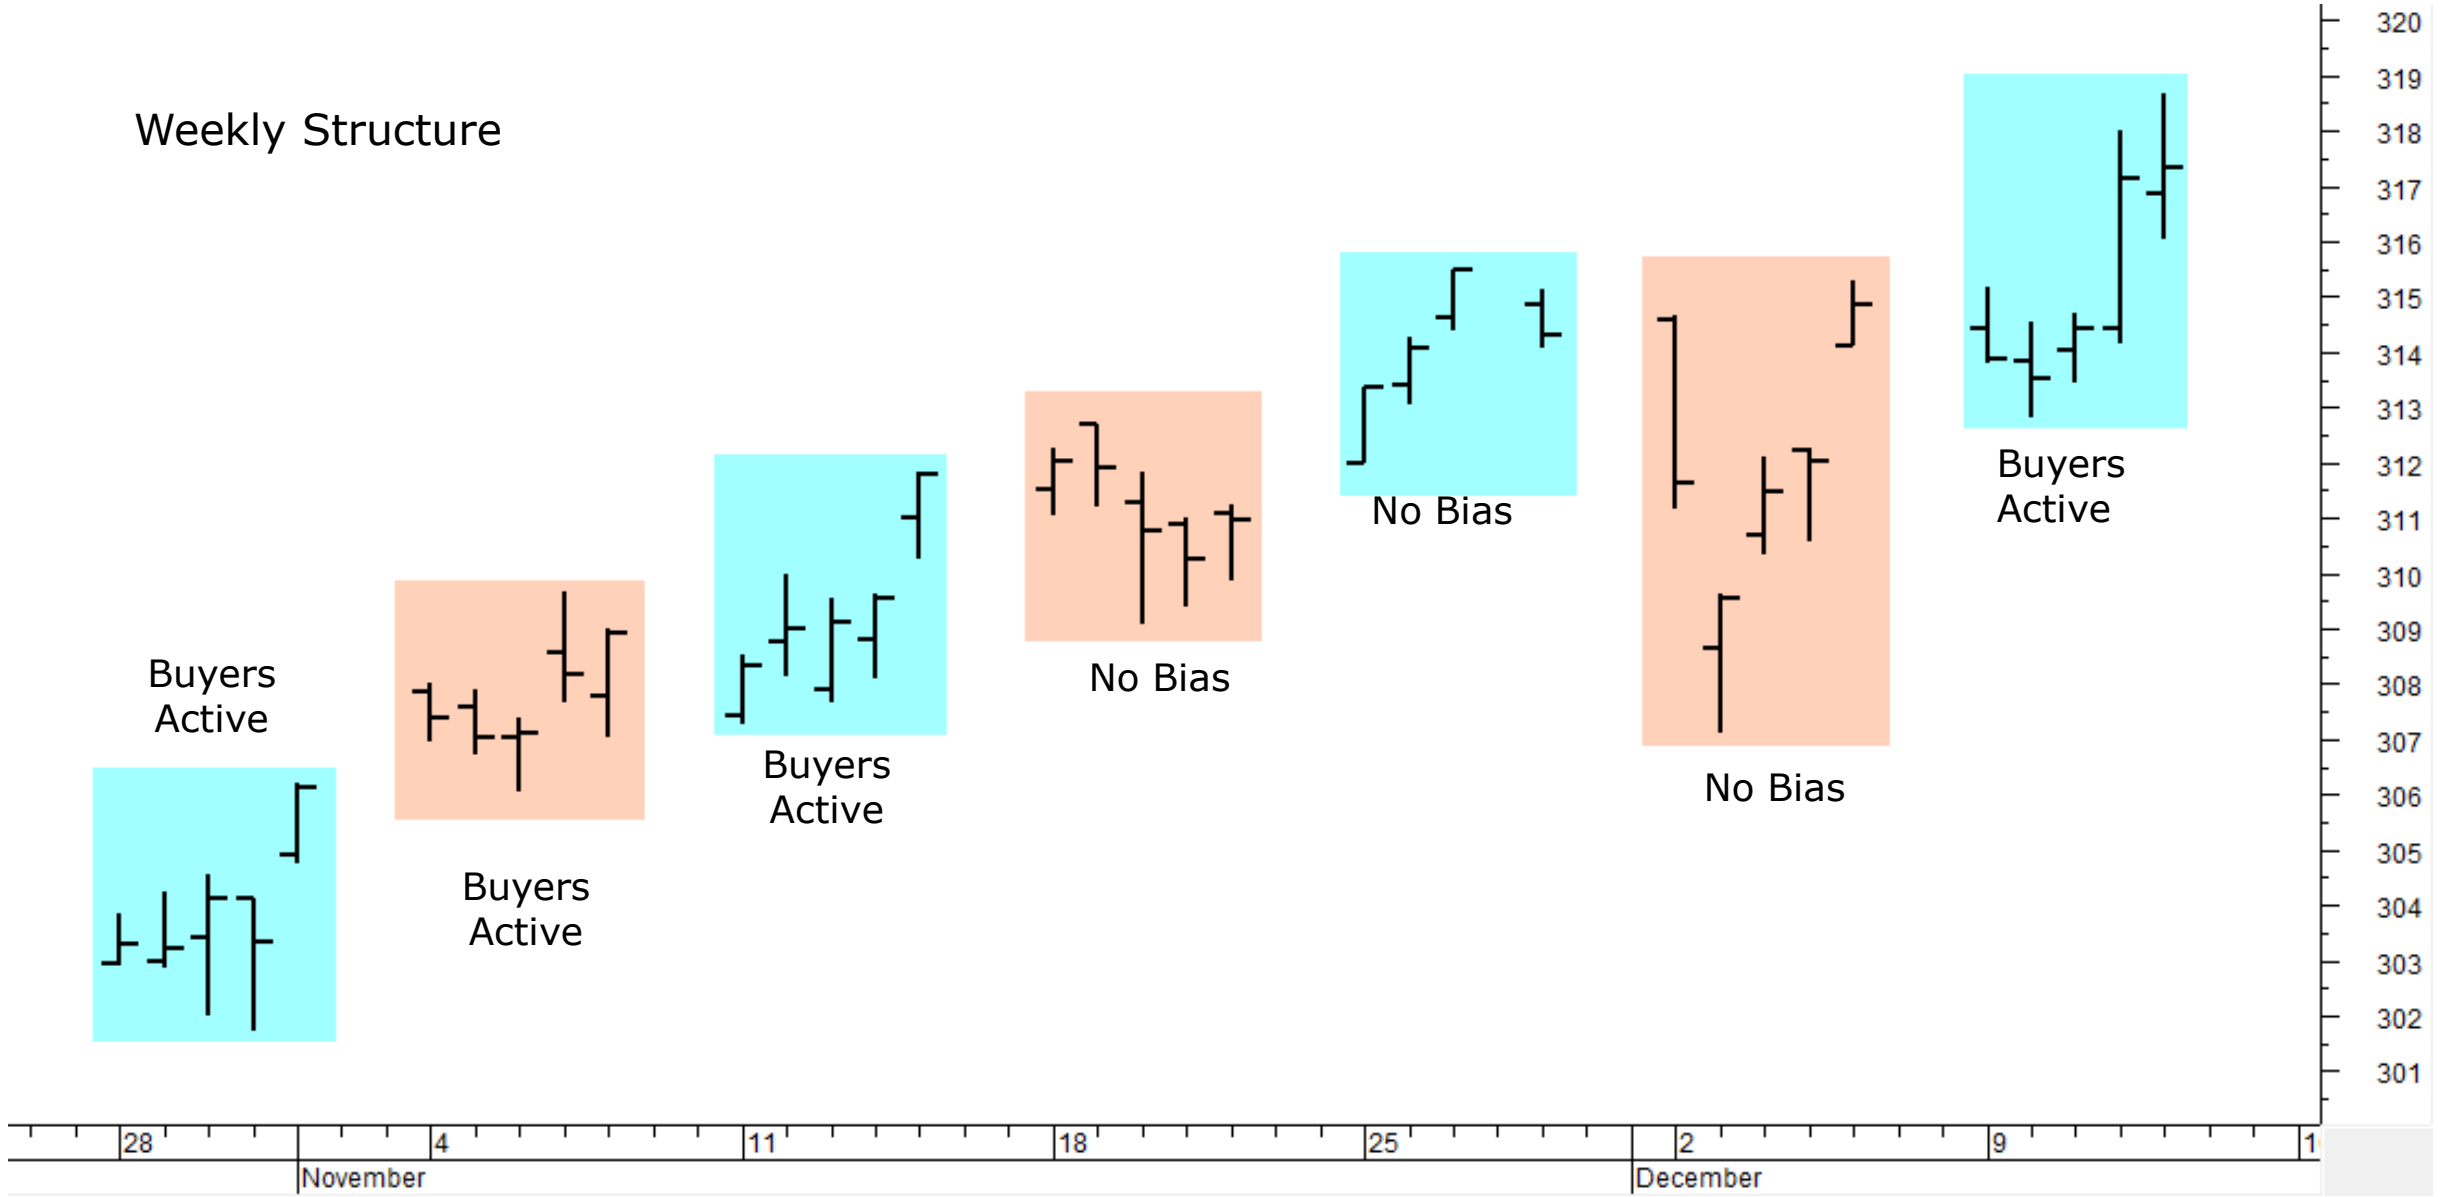 Weekly Structure
320
319
318
317
316
315
314
313
312
311
310
309
308
307
306
305
304
303
302
301
Buyers
Active
Buyers
Active
Buyers
Active
No Bias
No Bias
No Bias
Buyers
Active
28
4
11
18
25
2
9
November
December